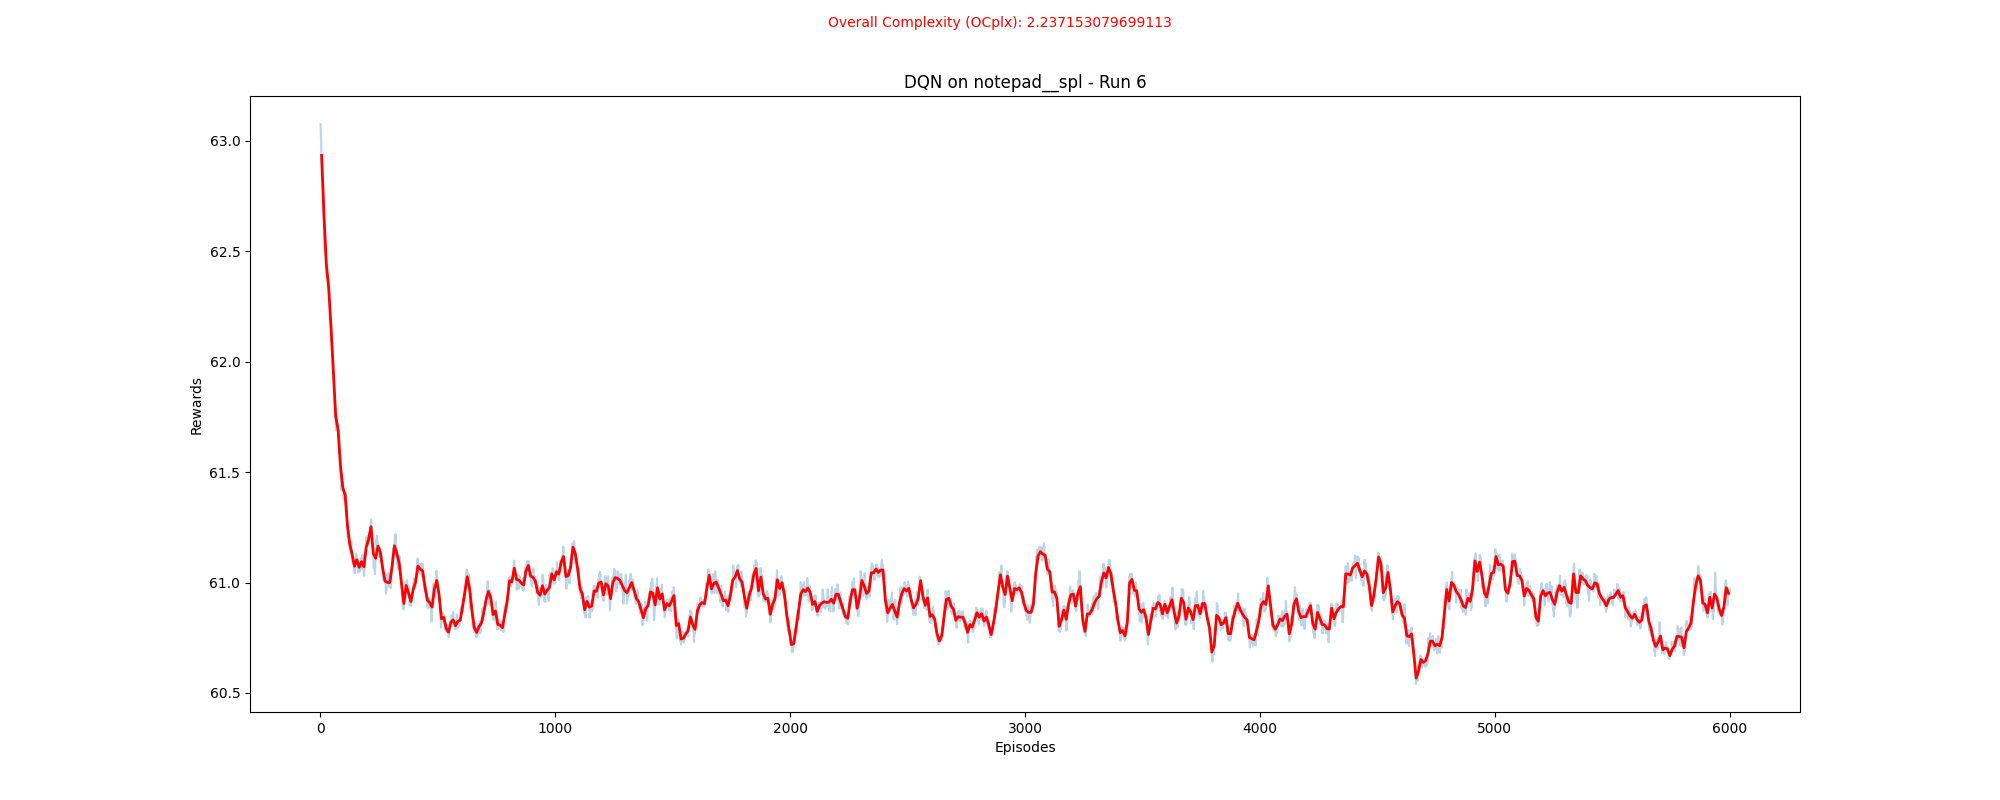 Overall Complexity (OCplx): 2.237153079699113
DQN on notepad__spl - Run 6
63.0
62.5
62.0
61.5
61.0
60.5
Rewards
0 1000 2000 3000 4000 5000 6000
Episodes